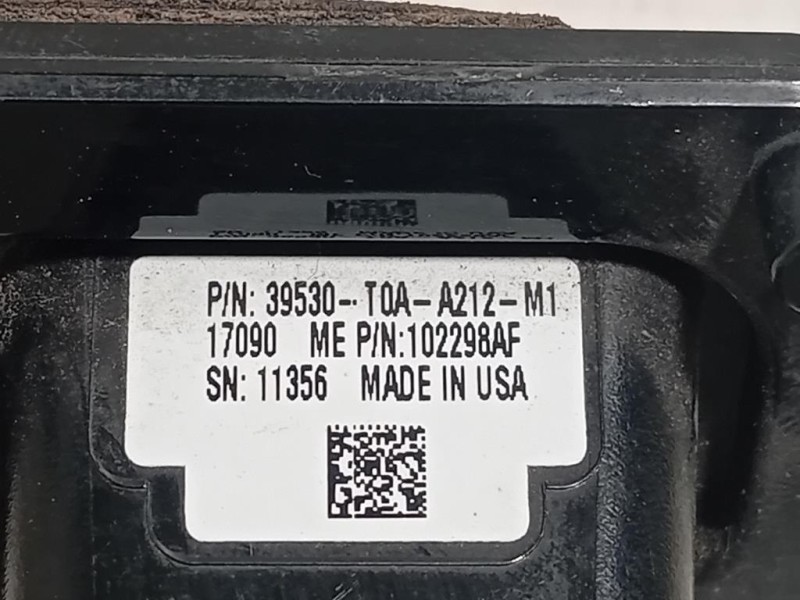 P/N: 39530- T0A- A212-M1
17090 ME P/N:102298AF
SN: 11356 MADE IN USA